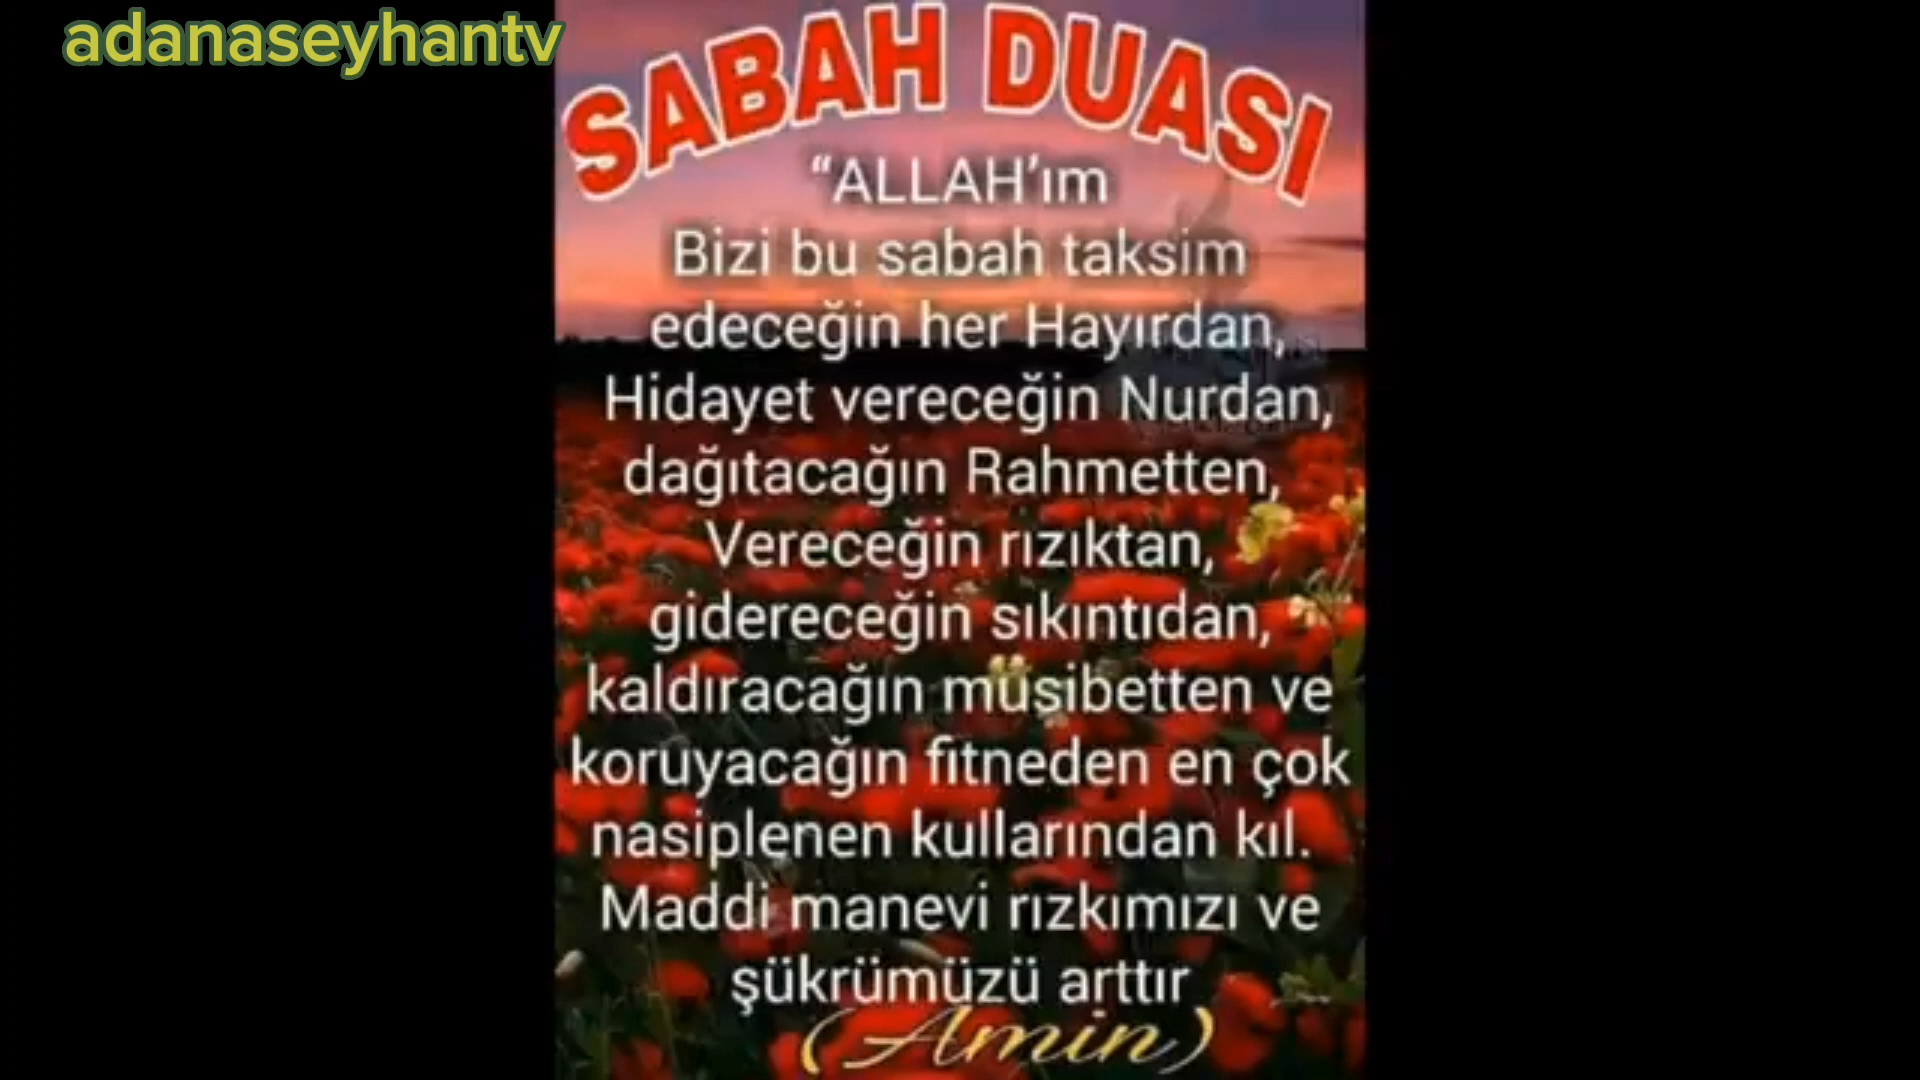 adanaseyhantv
SABAH DUASI
“ALLAH’ım
Bizi bu sabah taksim
edeceğin her Hayırdan,
Hidayet vereceğin Nurdan,
dağıtacağın Rahmetten,
Vereceğin rızıktan,
gidereceğin sıkıntıdan,
kaldıracağın müsibetten ve
koruyacağın fitneden en çok
nasiplenen kullarından kıl.
Maddi manevi rızkımızı ve
şükrümüzü arttır
(Amin)